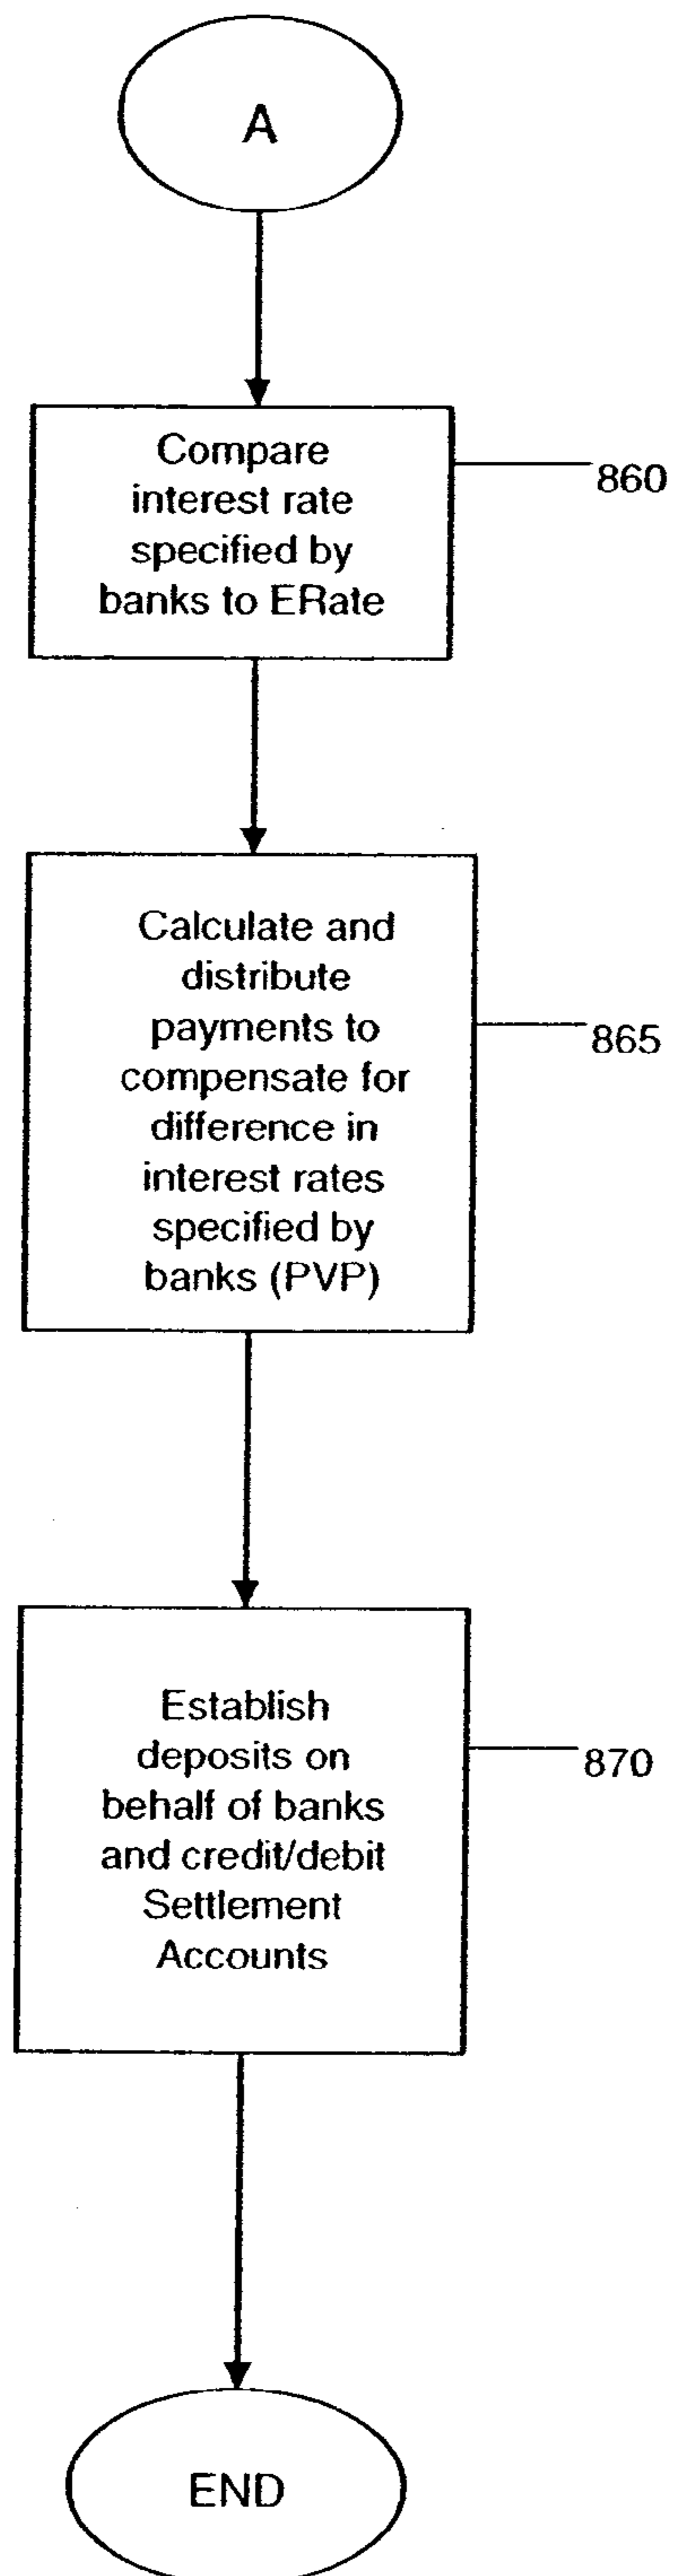 A
Compare
interest rate
specified by
banks to ERate
860
Calculate and
distribute
payments to
compensate for
difference in
interest rates
specified by
banks (PVP)
865
Establish
deposits on
behalf of banks
and credit/debit
Settlement
Accounts
870
END